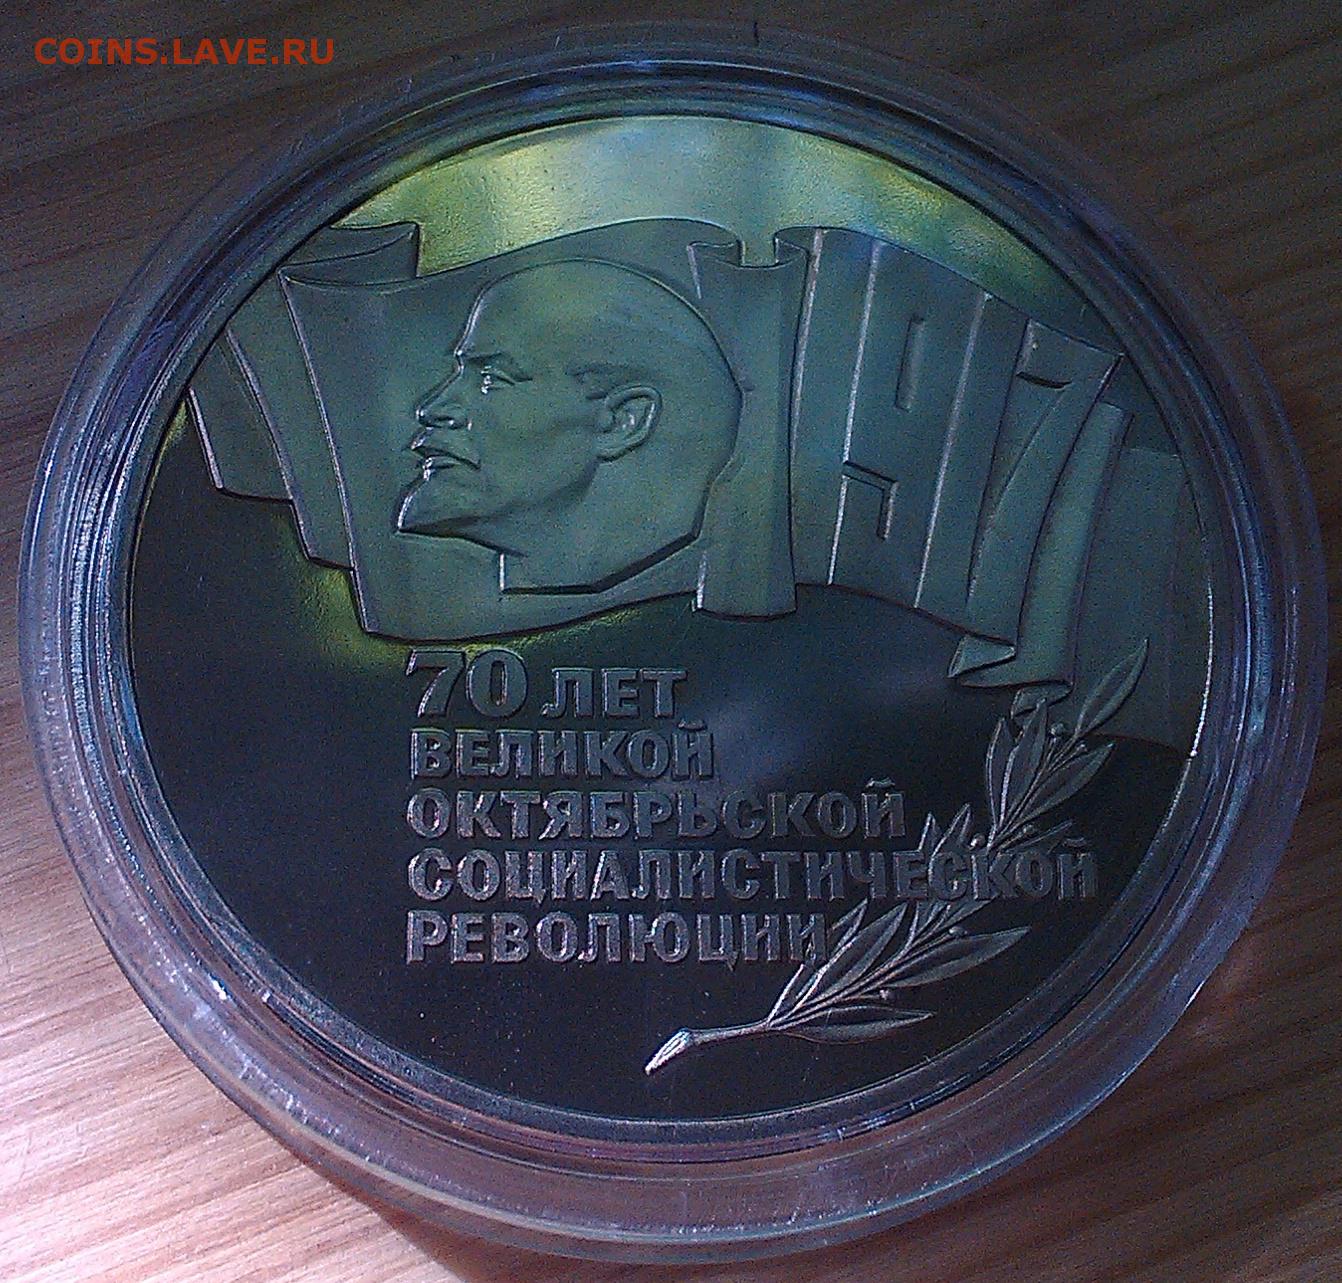 COINS.LAVE.RU
1917
70 ЛЕТ
ВЕЛИКОЙ
ОКТЯБРЬСКОЙ
СОЦИАЛИСТИЧЕСКОЙ
РЕВОЛЮЦИИ